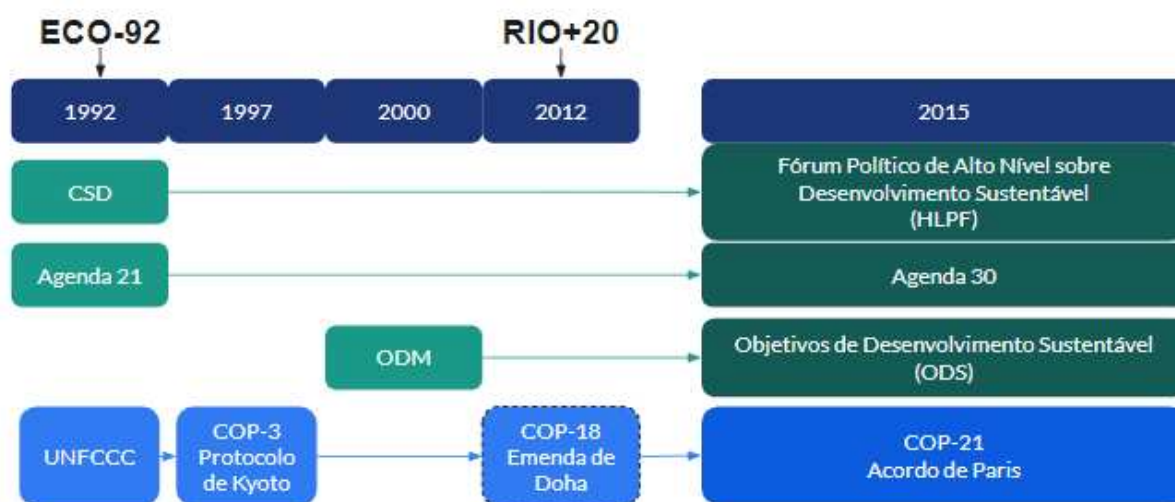 ECO-92
RIO+20
1992
1997
2000
2012
2015
CSD
Fórum Político de Alto Nível sobre
Desenvolvimento Sustentável
(HLPF)
Agenda 21
Agenda 30
ODM
Objetivos de Desenvolvimento Sustentável
(ODS)
UNFCCC
COP-3
Protocolo
de Kyoto
COP-18
Emenda de
Doha
COP-21
Acordo de Paris